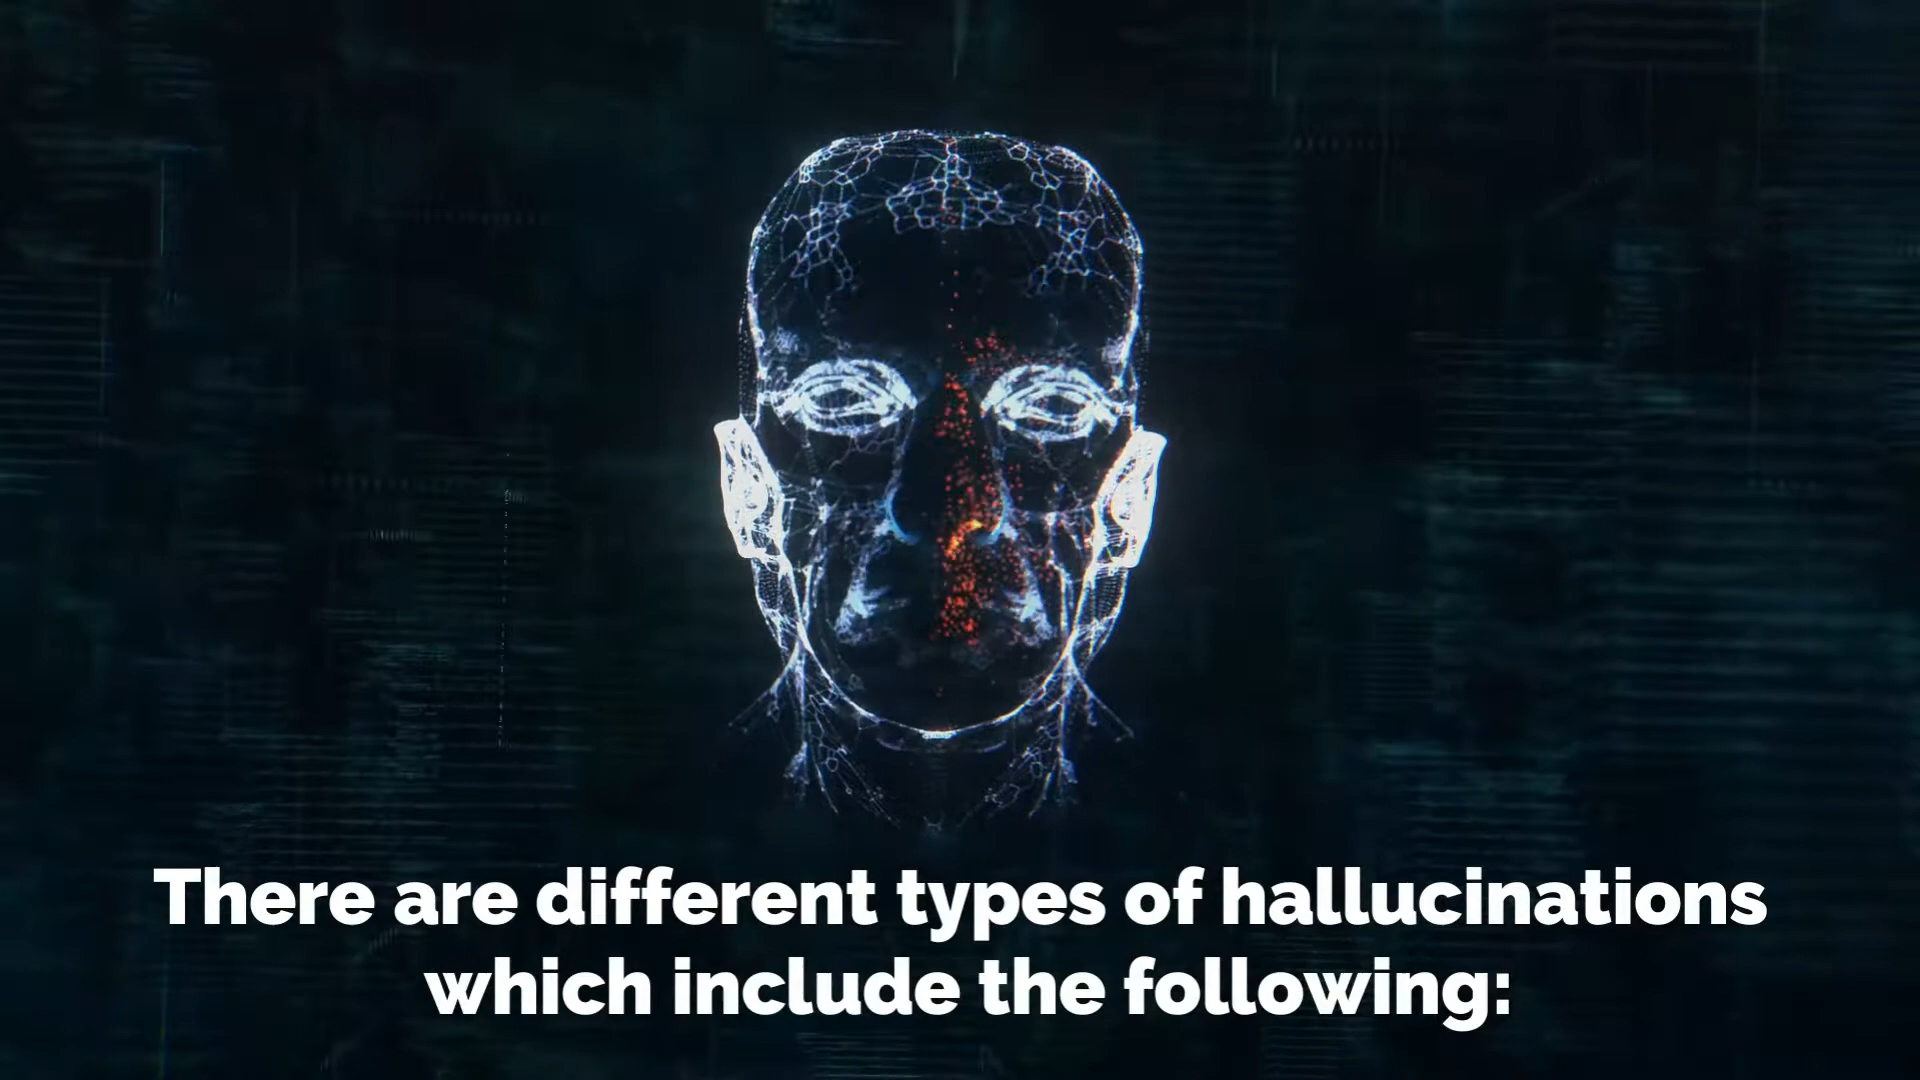 There are different types of hallucinations
which include the following: